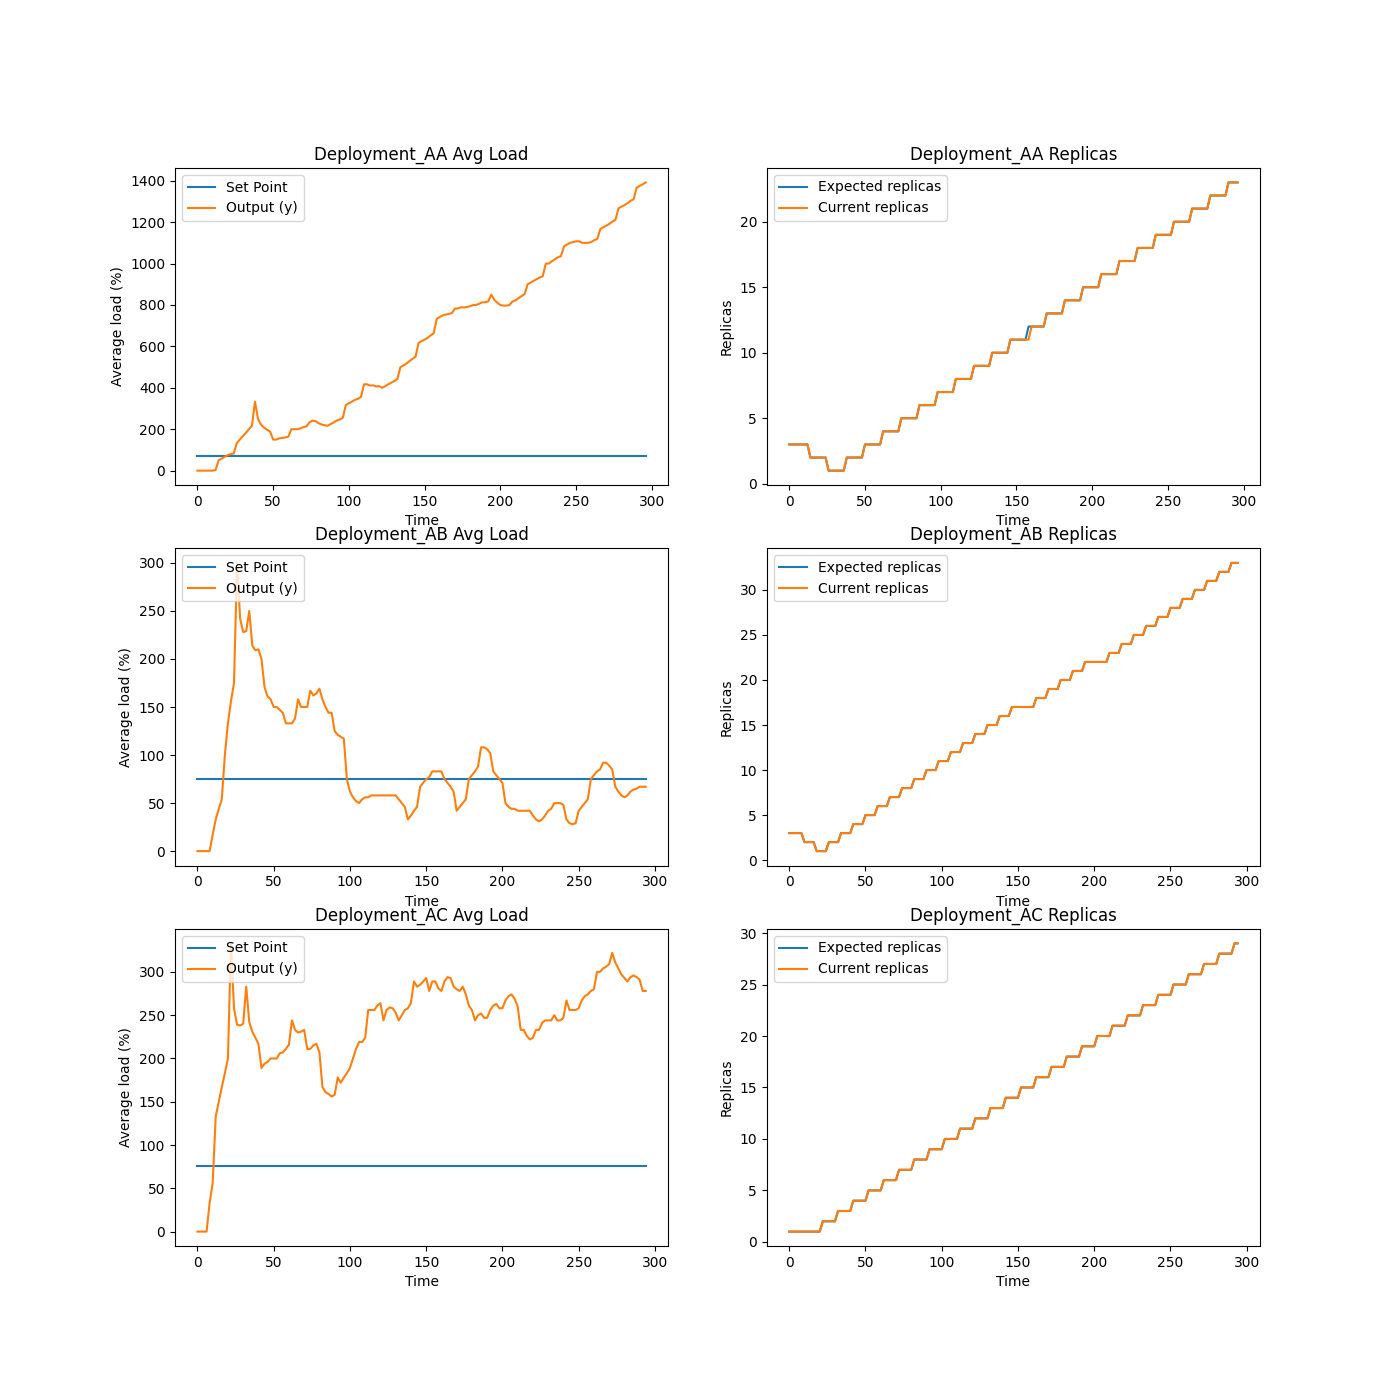 Deployment_AA Avg Load
Set Point
Output (y)
Average load (%)
1400
1200
1000
800
600
400
200
0
0 50 100 150 200 250 300
Time
Deployment_AA Replicas
Expected replicas
Current replicas
Replicas
20
15
10
5
0
0 50 100 150 200 250 300
Time
Deployment_AB Avg Load
Set Point
Output (y)
Average load (%)
300
250
200
150
100
50
0
0 50 100 150 200 250 300
Time
Deployment_AB Replicas
Expected replicas
Current replicas
Replicas
30
25
20
15
10
5
0
0 50 100 150 200 250 300
Time
Deployment_AC Avg Load
Set Point
Output (y)
Average load (%)
300
250
200
150
100
50
0
0 50 100 150 200 250 300
Time
Deployment_AC Replicas
Expected replicas
Current replicas
Replicas
30
25
20
15
10
5
0
0 50 100 150 200 250 300
Time